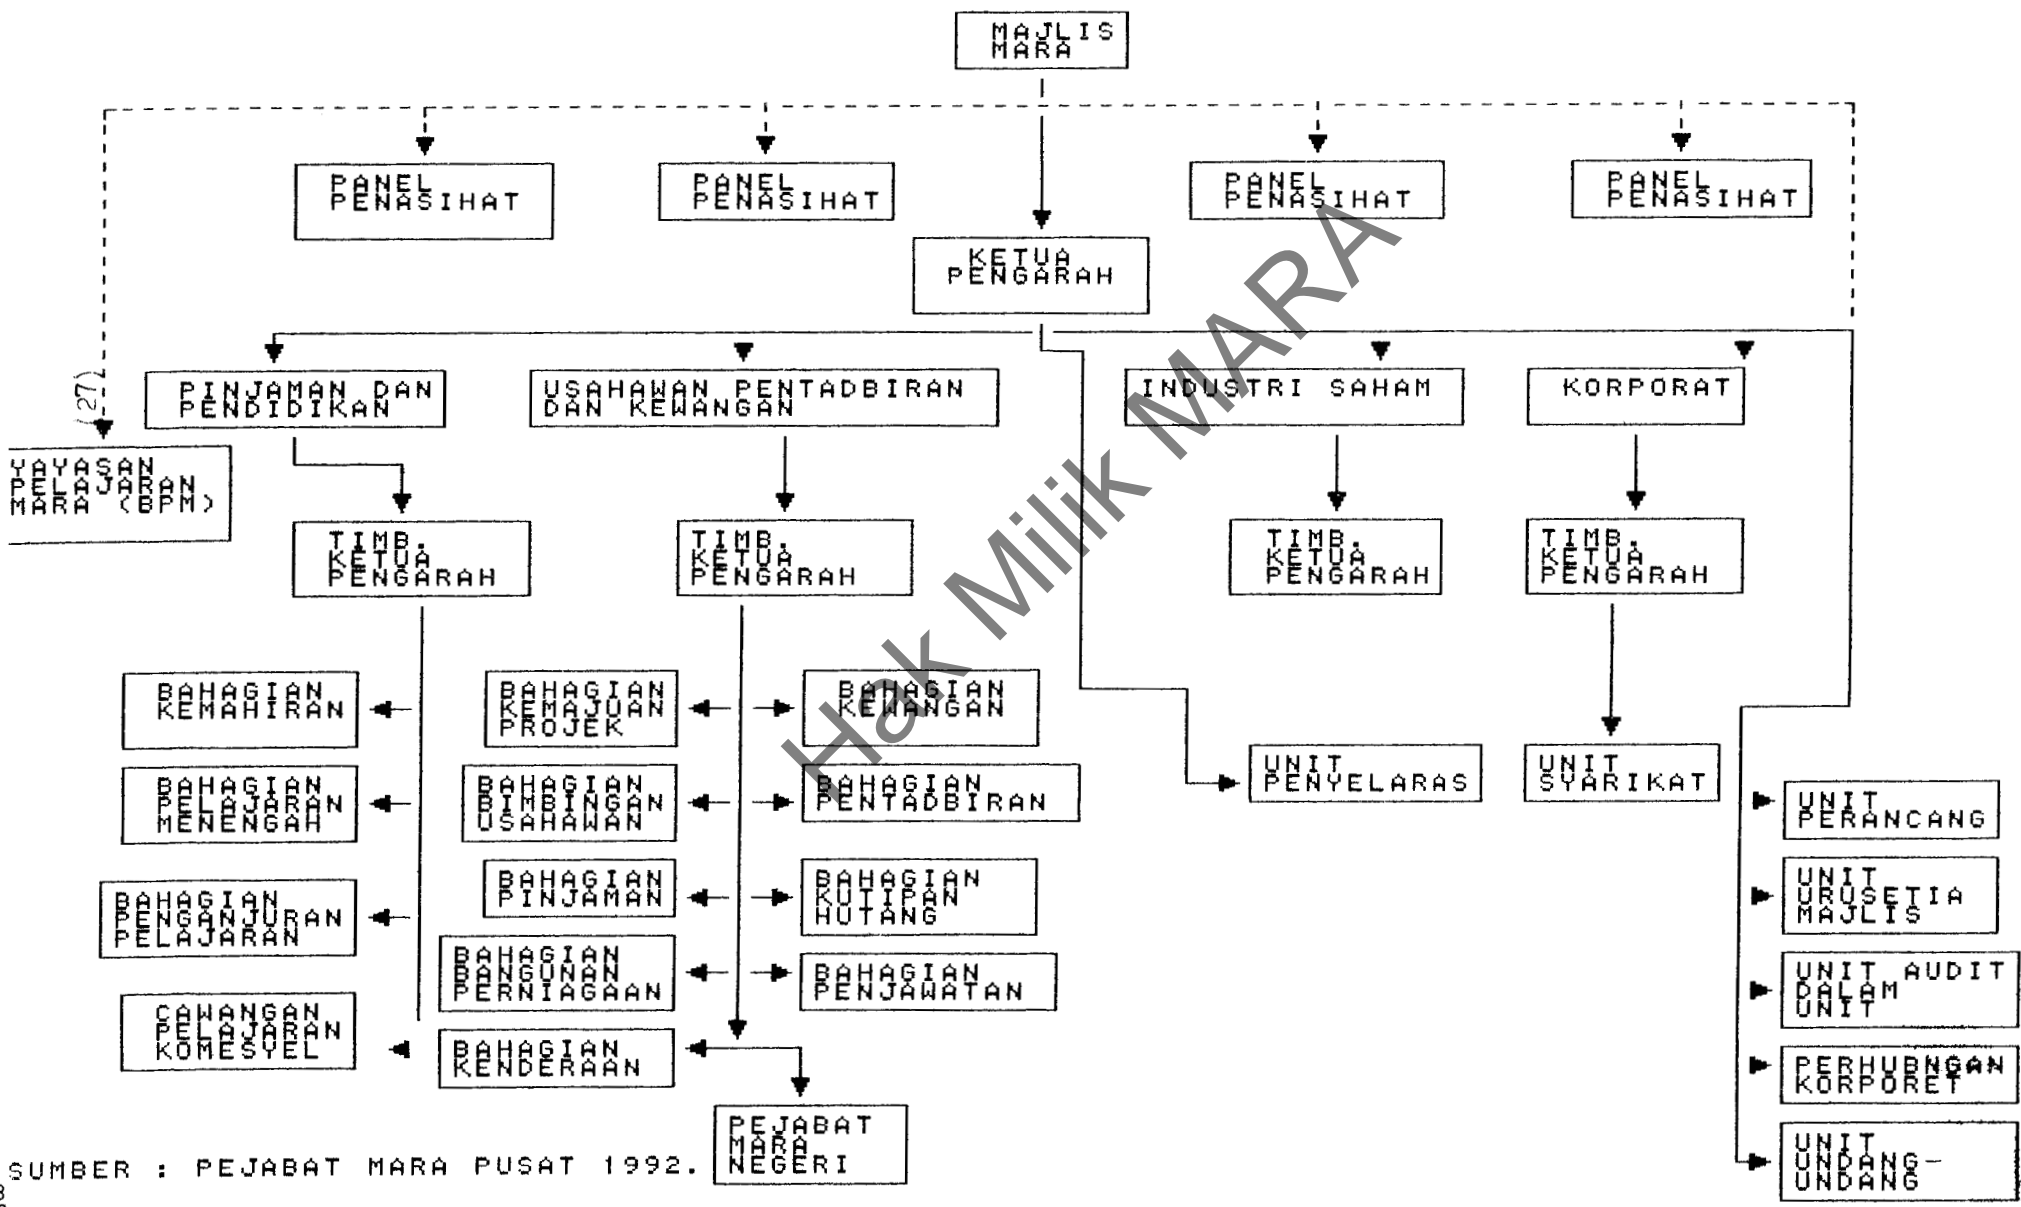 MAJLIS
MARA
PANEL
PENASIHAT
PANEL
PENASIHAT
PANEL
PENASIHAT
PANEL
PENASIHAT
KETUA
PENGARAH
(27)
PINJAMAN DAN
PENDIDIKAN
USAHAWAN PENTADBIRAN
DAN KEWANGAN
INDUSTRI SAHAM
KORPORAT
YAYASAN
PELAJARAN
MARA (BPM)
TIMB.
KETUA
PENGARAH
TIMB.
KETUA
PENGARAH
TIMB.
KETUA
PENGARAH
TIMB.
KETUA
PENGARAH
BAHAGIAN
KEMAHIRAN
BAHAGIAN
KEMAJUAN
PROJEK
BAHAGIAN
KEWANGAN
BAHAGIAN
PELAJARAN
MENENGAH
BAHAGIAN
BIMBINGAN
USAHAWAN
BAHAGIAN
PENTADBIRAN
UNIT
PENYELARAS
UNIT
SYARIKAT
UNIT
PERANCANG
BAHAGIAN
PENGANJURAN
PELAJARAN
BAHAGIAN
PINJAMAN
BAHAGIAN
KUTIPAN
HUTANG
UNIT
URUSETIA
MAJLIS
BAHAGIAN
BANGUNAN
PERNIAGAAN
BAHAGIAN
PENJAWATAN
UNIT AUDIT
DALAM
UNIT
CAWANGAN
PELAJARAN
KOMESYEL
BAHAGIAN
KENDERAAN
PERHUBNGAN
KORPORET
PEJABAT
MARA
NEGERI
UNIT
UNDANG-
UNDANG
SUMBER : PEJABAT MARA PUSAT 1992.
Hak Milik MARA